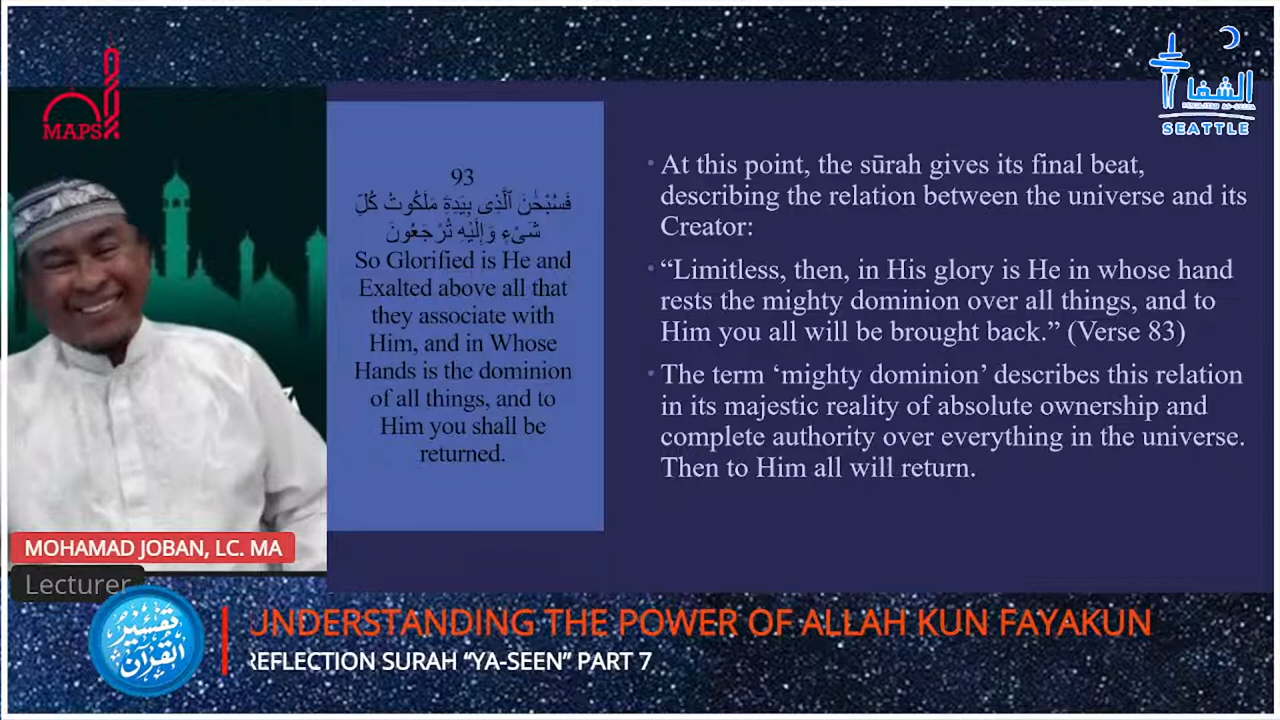 MAPS
الشفاء
PENGAJIAN AS-SHIFA
SEATTLE
93
فَسُبْحَٰنَ ٱلَّذِى بِيَدِهِۦ مَلَكُوتُ كُلِّ
شَىْءٍ وَإِلَيْهِ تُرْجَعُونَ
So Glorified is He and
Exalted above all that
they associate with
Him, and in Whose
Hands is the dominion
of all things, and to
Him you shall be
returned.
• At this point, the sūrah gives its final beat,
describing the relation between the universe and its
Creator:
• “Limitless, then, in His glory is He in whose hand
rests the mighty dominion over all things, and to
Him you all will be brought back.” (Verse 83)
• The term ‘mighty dominion’ describes this relation
in its majestic reality of absolute ownership and
complete authority over everything in the universe.
Then to Him all will return.
MOHAMAD JOBAN, LC. MA
Lecturer
تفسير
القرآن
UNDERSTANDING THE POWER OF ALLAH KUN FAYAKUN
REFLECTION SURAH “YA-SEEN” PART 7